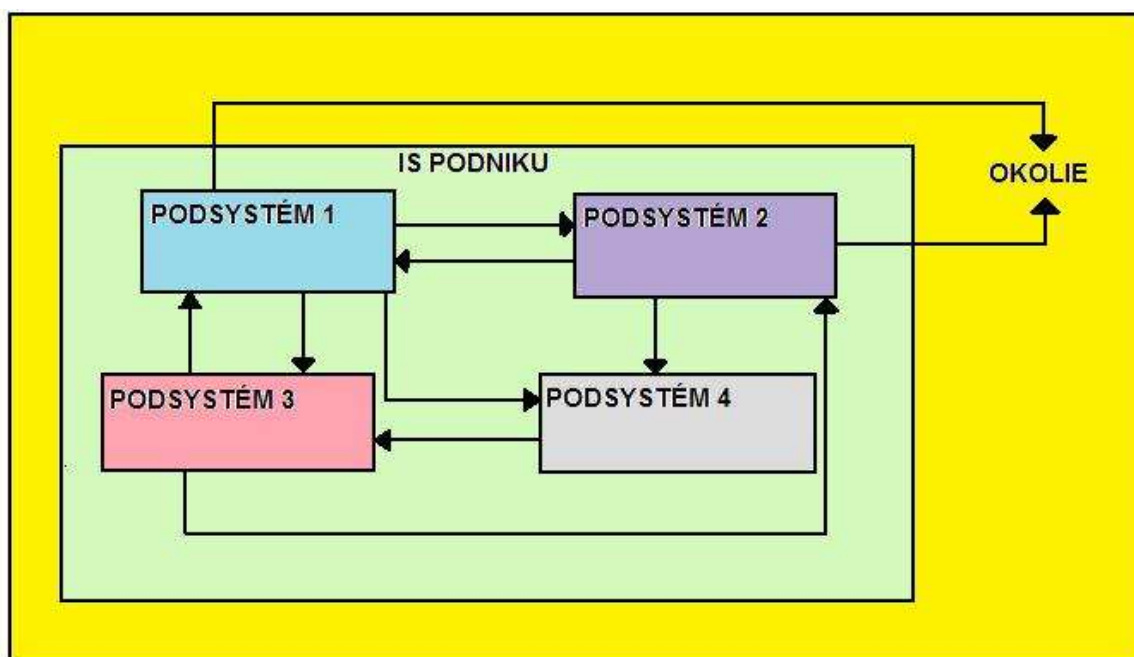 IS PODNIKU
OKOLIE
PODSYSTÉM 1
PODSYSTÉM 2
PODSYSTÉM 3
PODSYSTÉM 4